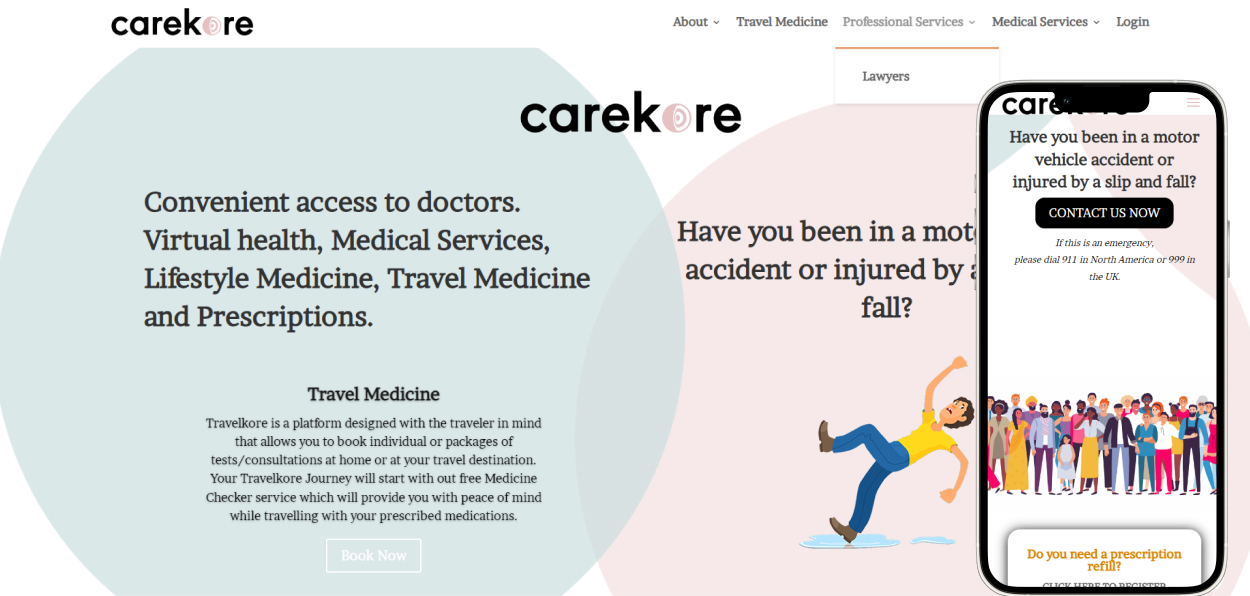 carekore
About Travel Medicine Professional Services Medical Services Login
Lawyers
carekore
Convenient access to doctors.
Virtual health, Medical Services,
Lifestyle Medicine, Travel Medicine
and Prescriptions.
Travel Medicine
Travelkore is a platform designed with the traveler in mind
that allows you to book individual or packages of
tests/consultations at home or at your travel destination.
Your Travelkore Journey will start with out free Medicine
Checker service which will provide you with peace of mind
while travelling with your prescribed medications.
Book Now
Have you been in a
accident or injured by
fall?
Have you been in a motor
vehicle accident or
injured by a slip and fall?
CONTACT US NOW
If this is an emergency,
please dial 911 in North America or 999 in
the UK.
Do you need a prescription
refill?
CLICK HERE TO REGISTER